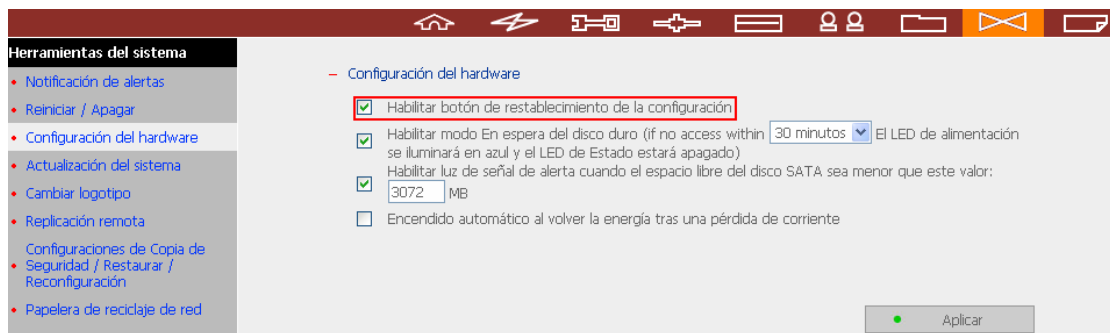 Herramientas del sistema
Notificación de alertas
Reiniciar / Apagar
Configuración del hardware
Actualización del sistema
Cambiar logotipo
Replicación remota
Configuraciones de Copia de
Seguridad / Restaurar /
Reconfiguración
Papelera de reciclaje de red
Configuración del hardware
Habilitar botón de restablecimiento de la configuración
Habilitar modo En espera del disco duro (if no access within 30 minutos El LED de alimentación
se iluminará en azul y el LED de Estado estará apagado)
Habilitar luz de señal de alerta cuando el espacio libre del disco SATA sea menor que este valor:
3072 MB
Encendido automático al volver la energía tras una pérdida de corriente
Aplicar